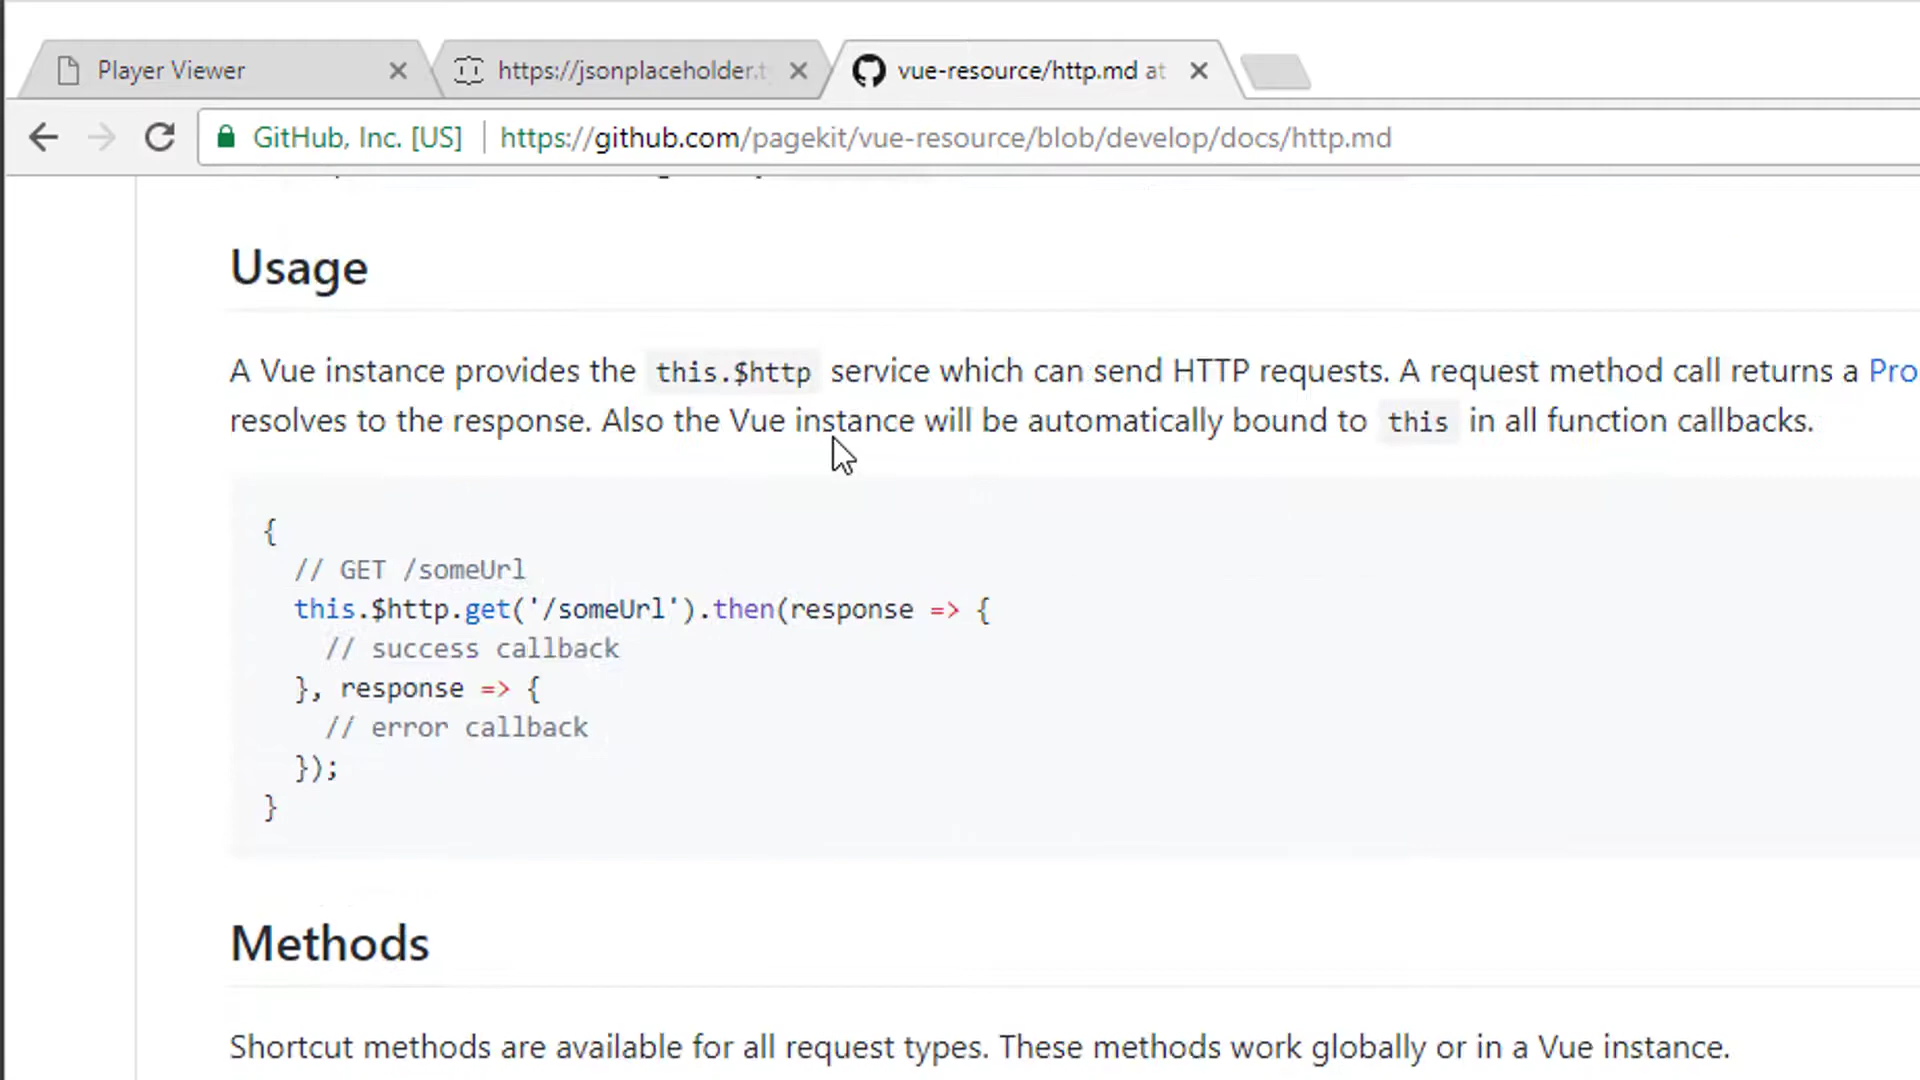 Player Viewer
https://jsonplaceholder.t
vue-resource/http.md at
GitHub, Inc. [US]
https://github.com/pagekit/vue-resource/blob/develop/docs/http.md
Usage
A Vue instance provides the this.$http service which can send HTTP requests. A request method call returns a Pro
resolves to the response. Also the Vue instance will be automatically bound to this in all function callbacks.
{
// GET /someUrl
this.$http.get('/someUrl').then(response => {
// success callback
}, response => {
// error callback
});
}
Methods
Shortcut methods are available for all request types. These methods work globally or in a Vue instance.